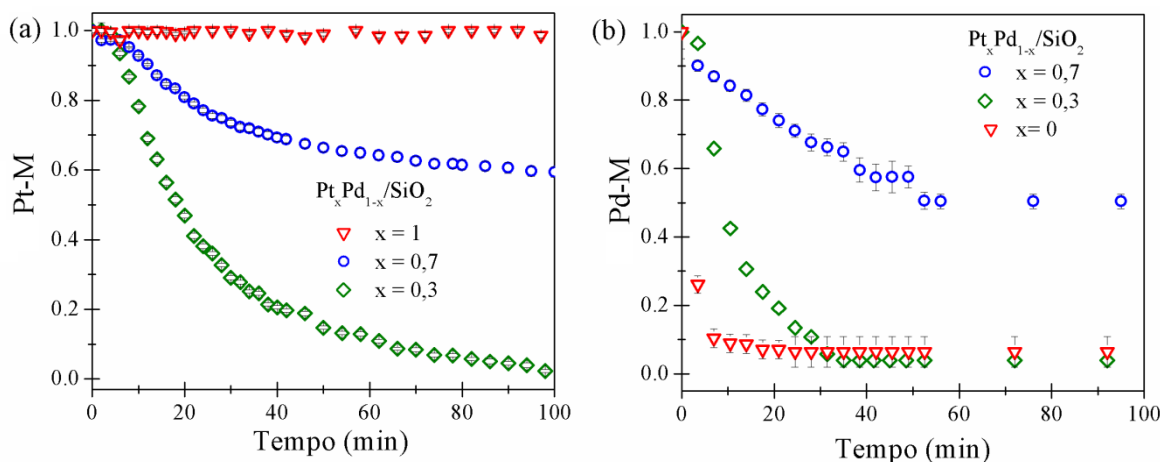 (a)
1.0
0.8
0.6
0.4
0.2
0.0
Pt-M
PtₓPd₁₋ₓ/SiO₂
x = 1
x = 0,7
x = 0,3
0 20 40 60 80 100
Tempo (min)
(b)
1.0
0.8
0.6
0.4
0.2
0.0
Pd-M
PtₓPd₁₋ₓ/SiO₂
x = 0,7
x = 0,3
x= 0
0 20 40 60 80 100
Tempo (min)